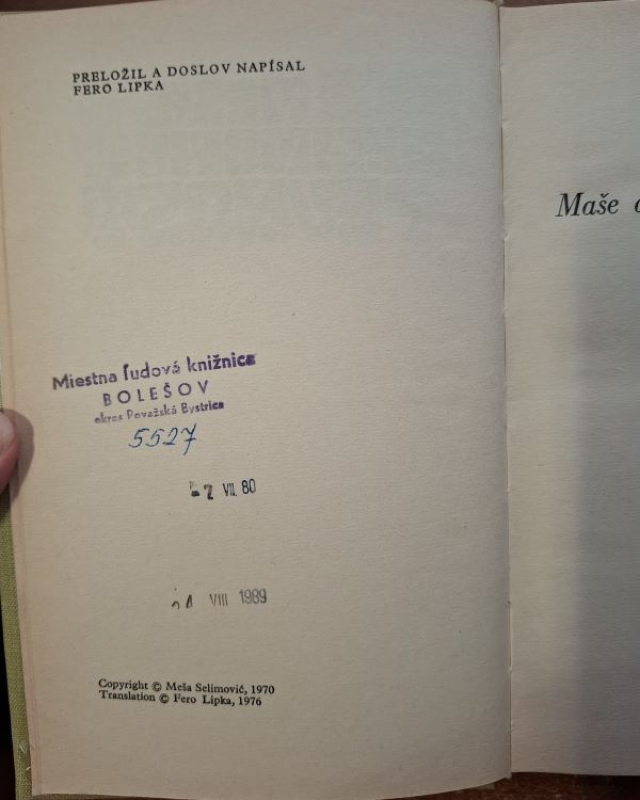 PRELOŽIL A DOSLOV NAPÍSAL
FERO LIPKA
Miestna ľudová knižnica
BOLEŠOV
okres Považská Bystrica
5527
2 VII. 80
VIII 1989
Copyright © Meša Selimović, 1970
Translation © Fero Lipka, 1976
Maše